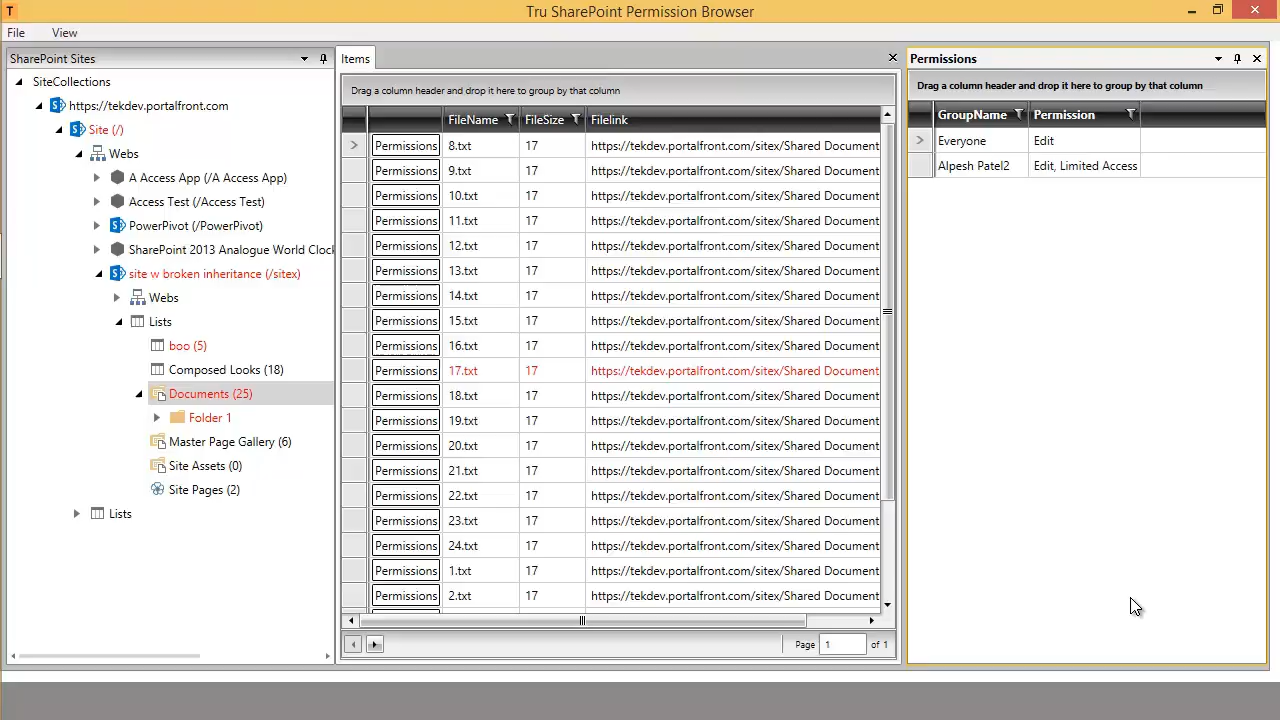 T
Tru SharePoint Permission Browser
File View
SharePoint Sites
SiteCollections
https://tekdev.portalfront.com
Site (/)
Webs
A Access App (/A Access App)
Access Test (/Access Test)
PowerPivot (/PowerPivot)
SharePoint 2013 Analogue World Clock
site w broken inheritance (/sitex)
Webs
Lists
boo (5)
Composed Looks (18)
Documents (25)
Folder 1
Master Page Gallery (6)
Site Assets (0)
Site Pages (2)
Lists
Items
Drag a column header and drop it here to group by that column
FileName FileSize Filelink
Permissions 8.txt 17 https://tekdev.portalfront.com/sitex/Shared Document
Permissions 9.txt 17 https://tekdev.portalfront.com/sitex/Shared Document
Permissions 10.txt 17 https://tekdev.portalfront.com/sitex/Shared Document
Permissions 11.txt 17 https://tekdev.portalfront.com/sitex/Shared Document
Permissions 12.txt 17 https://tekdev.portalfront.com/sitex/Shared Document
Permissions 13.txt 17 https://tekdev.portalfront.com/sitex/Shared Document
Permissions 14.txt 17 https://tekdev.portalfront.com/sitex/Shared Document
Permissions 15.txt 17 https://tekdev.portalfront.com/sitex/Shared Document
Permissions 16.txt 17 https://tekdev.portalfront.com/sitex/Shared Document
Permissions 17.txt 17 https://tekdev.portalfront.com/sitex/Shared Document
Permissions 18.txt 17 https://tekdev.portalfront.com/sitex/Shared Document
Permissions 19.txt 17 https://tekdev.portalfront.com/sitex/Shared Document
Permissions 20.txt 17 https://tekdev.portalfront.com/sitex/Shared Document
Permissions 21.txt 17 https://tekdev.portalfront.com/sitex/Shared Document
Permissions 22.txt 17 https://tekdev.portalfront.com/sitex/Shared Document
Permissions 23.txt 17 https://tekdev.portalfront.com/sitex/Shared Document
Permissions 24.txt 17 https://tekdev.portalfront.com/sitex/Shared Document
Permissions 1.txt 17 https://tekdev.portalfront.com/sitex/Shared Document
Permissions 2.txt 17 https://tekdev.portalfront.com/sitex/Shared Document
Page 1 of 1
Permissions
Drag a column header and drop it here to group by that column
GroupName Permission
Everyone Edit
Alpesh Patel2 Edit, Limited Access